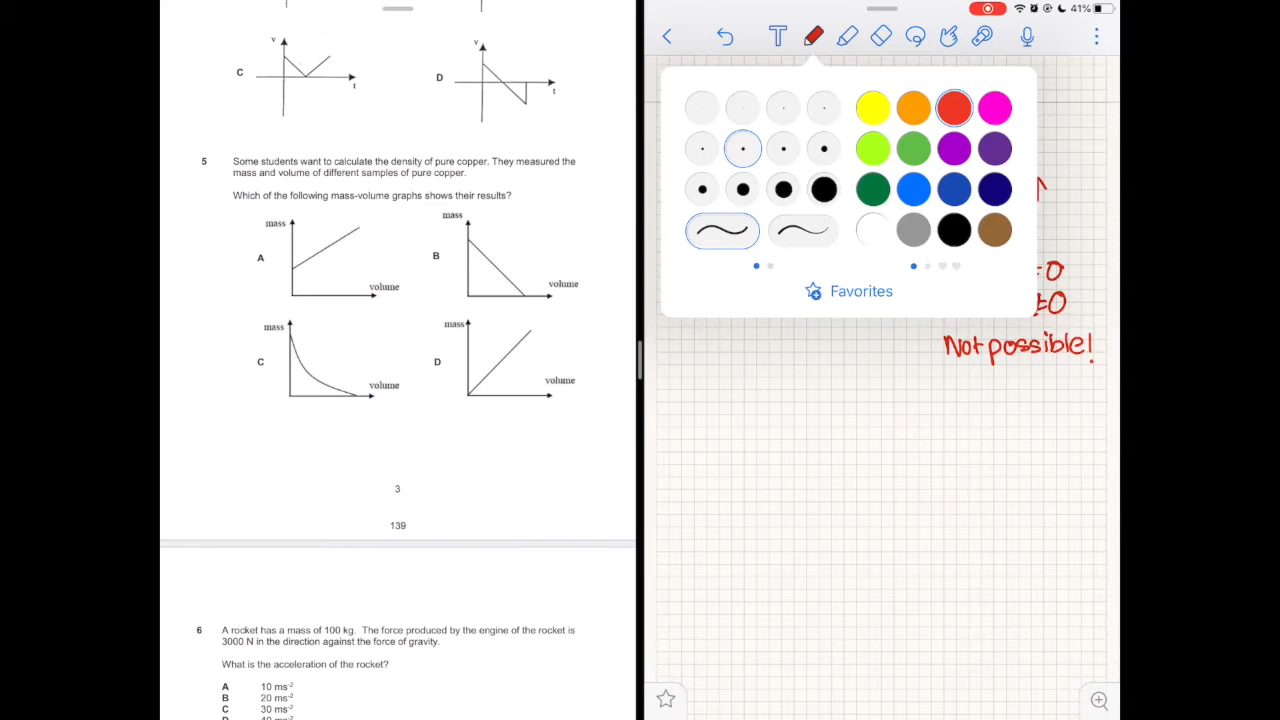 41%
v
t
C
v
t
D
5 Some students want to calculate the density of pure copper. They measured the
mass and volume of different samples of pure copper.
Which of the following mass-volume graphs shows their results?
mass
A
volume
mass
B
volume
mass
C
volume
mass
D
volume
3
139
6 A rocket has a mass of 100 kg. The force produced by the engine of the rocket is
3000 N in the direction against the force of gravity.
What is the acceleration of the rocket?
A 10 ms⁻²
B 20 ms⁻²
C 30 ms⁻²
T
Favorites
=0
≠0
Not possible!